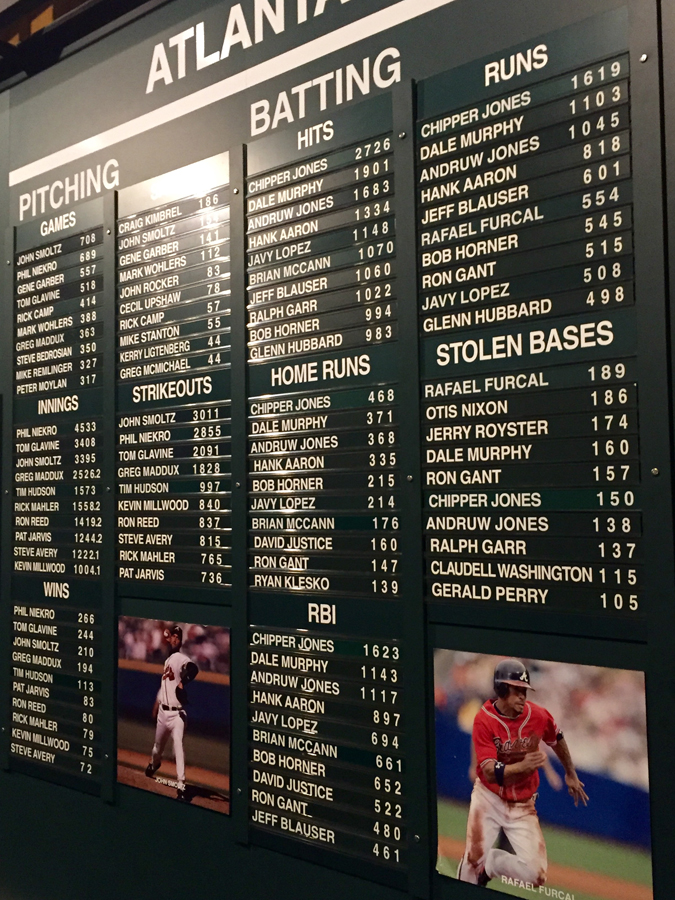 ATLANTA
PITCHING
GAMES
JOHN SMOLTZ 708
PHIL NIEKRO 689
GENE GARBER 557
TOM GLAVINE 518
RICK CAMP 414
MARK WOHLERS 388
GREG MADDUX 363
STEVE BEDROSIAN 350
MIKE REMLINGER 327
PETER MOYLAN 317
INNINGS
PHIL NIEKRO 4533
TOM GLAVINE 3408
JOHN SMOLTZ 3395
GREG MADDUX 2526.2
TIM HUDSON 1573
RICK MAHLER 1558.2
RON REED 1419.2
PAT JARVIS 1244.2
STEVE AVERY 1222.1
KEVIN MILLWOOD 1004.1
WINS
PHIL NIEKRO 266
TOM GLAVINE 244
JOHN SMOLTZ 210
GREG MADDUX 194
TIM HUDSON 113
PAT JARVIS 83
RON REED 80
RICK MAHLER 79
KEVIN MILLWOOD 75
STEVE AVERY 72
CRAIG KIMBREL 186
JOHN SMOLTZ
GENE GARBER 141
MARK WOHLERS 112
JOHN ROCKER 83
CECIL UPSHAW 78
RICK CAMP 57
MIKE STANTON 55
KERRY LIGTENBERG 44
GREG MCMICHAEL 44
STRIKEOUTS
JOHN SMOLTZ 3011
PHIL NIEKRO 2855
TOM GLAVINE 2091
GREG MADDUX 1828
TIM HUDSON 997
KEVIN MILLWOOD 840
RON REED 837
STEVE AVERY 815
RICK MAHLER 765
PAT JARVIS 736
JOHN SMOLTZ
BATTING
HITS
CHIPPER JONES 2726
DALE MURPHY 1901
ANDRUW JONES 1683
HANK AARON 1334
JAVY LOPEZ 1148
BRIAN MCCANN 1070
JEFF BLAUSER 1060
RALPH GARR 1022
BOB HORNER 994
GLENN HUBBARD 983
HOME RUNS
CHIPPER JONES 468
DALE MURPHY 371
ANDRUW JONES 368
HANK AARON 335
BOB HORNER 215
JAVY LOPEZ 214
BRIAN MCCANN 176
DAVID JUSTICE 160
RON GANT 147
RYAN KLESKO 139
RBI
CHIPPER JONES 1623
DALE MURPHY 1143
ANDRUW JONES 1117
HANK AARON 897
JAVY LOPEZ 694
BRIAN MCCANN 661
BOB HORNER 652
DAVID JUSTICE 522
RON GANT 480
JEFF BLAUSER 461
RUNS
CHIPPER JONES 1619
DALE MURPHY 1103
ANDRUW JONES 1045
HANK AARON 818
JEFF BLAUSER 601
RAFAEL FURCAL 554
BOB HORNER 545
RON GANT 515
JAVY LOPEZ 508
GLENN HUBBARD 498
STOLEN BASES
RAFAEL FURCAL 189
OTIS NIXON 186
JERRY ROYSTER 174
DALE MURPHY 160
RON GANT 157
CHIPPER JONES 150
ANDRUW JONES 138
RALPH GARR 137
CLAUDELL WASHINGTON 115
GERALD PERRY 105
RAFAEL FURCAL